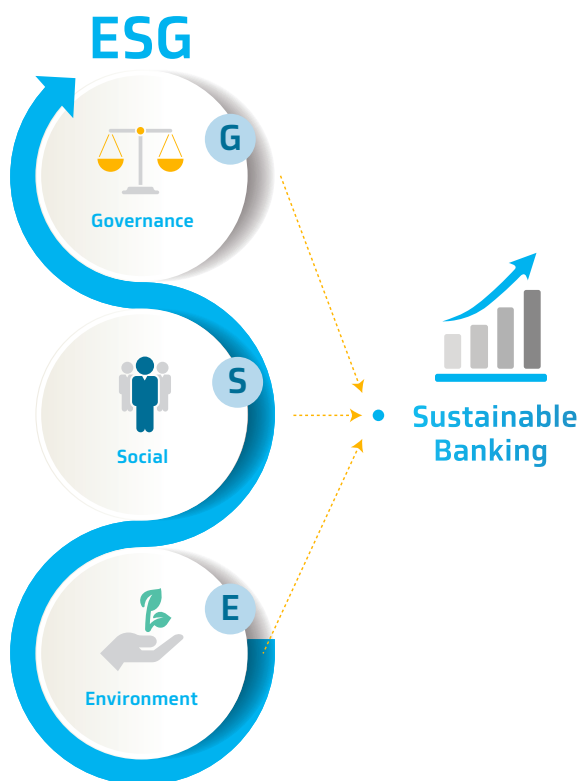 ESG
G
Governance
S
Social
Sustainable
Banking
E
Environment